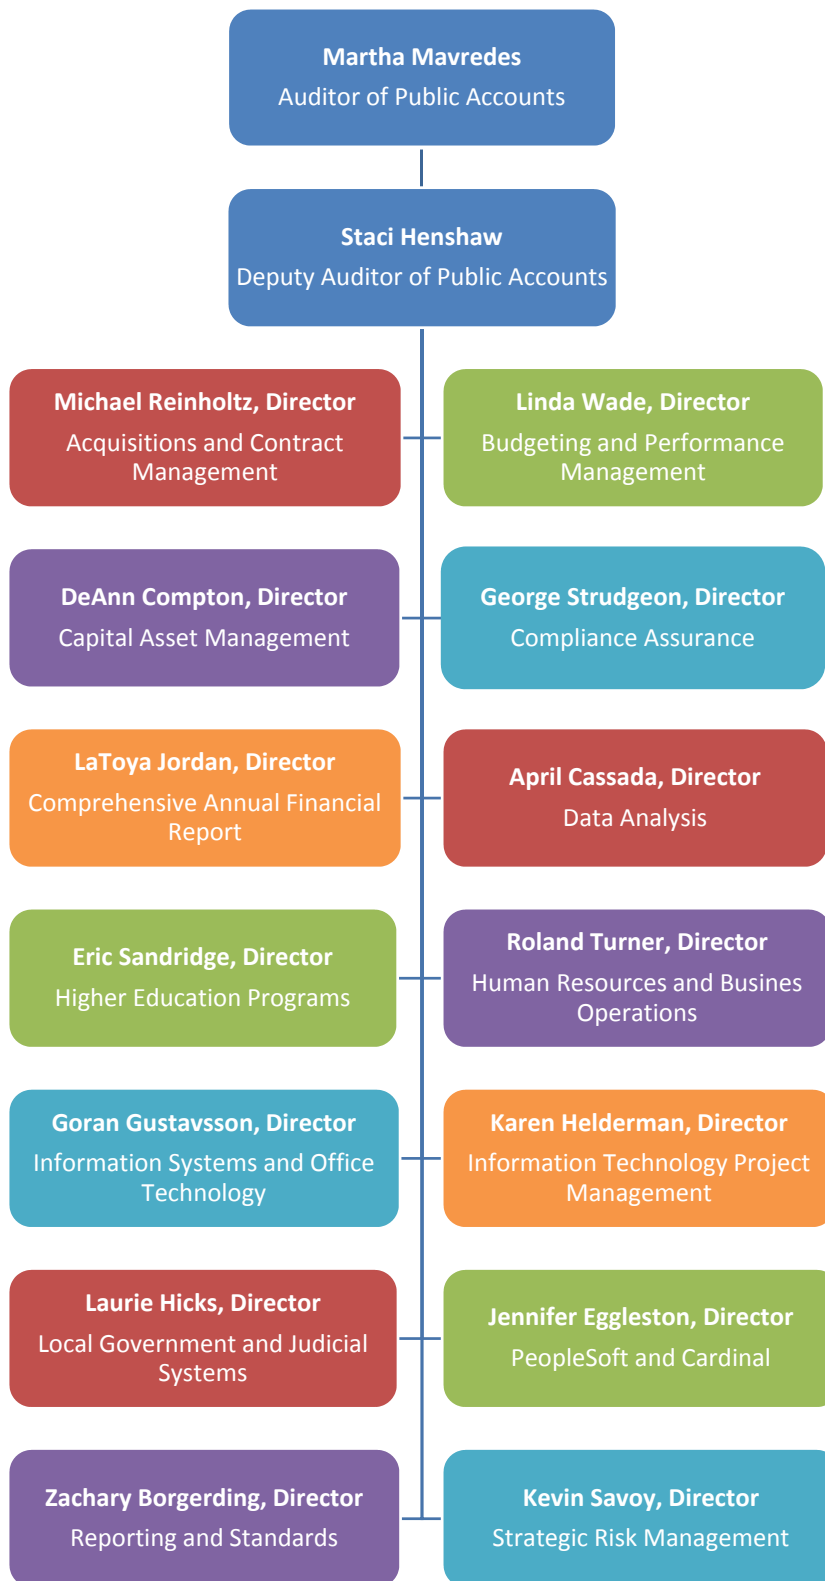 Martha Mavredes
Auditor of Public Accounts
Staci Henshaw
Deputy Auditor of Public Accounts
Michael Reinholtz, Director
Acquisitions and Contract
Management
Linda Wade, Director
Budgeting and Performance
Management
DeAnn Compton, Director
Capital Asset Management
George Strudgeon, Director
Compliance Assurance
LaToya Jordan, Director
Comprehensive Annual Financial
Report
April Cassada, Director
Data Analysis
Eric Sandridge, Director
Higher Education Programs
Roland Turner, Director
Human Resources and Busines
Operations
Goran Gustavsson, Director
Information Systems and Office
Technology
Karen Helderman, Director
Information Technology Project
Management
Laurie Hicks, Director
Local Government and Judicial
Systems
Jennifer Eggleston, Director
PeopleSoft and Cardinal
Zachary Borgerding, Director
Reporting and Standards
Kevin Savoy, Director
Strategic Risk Management